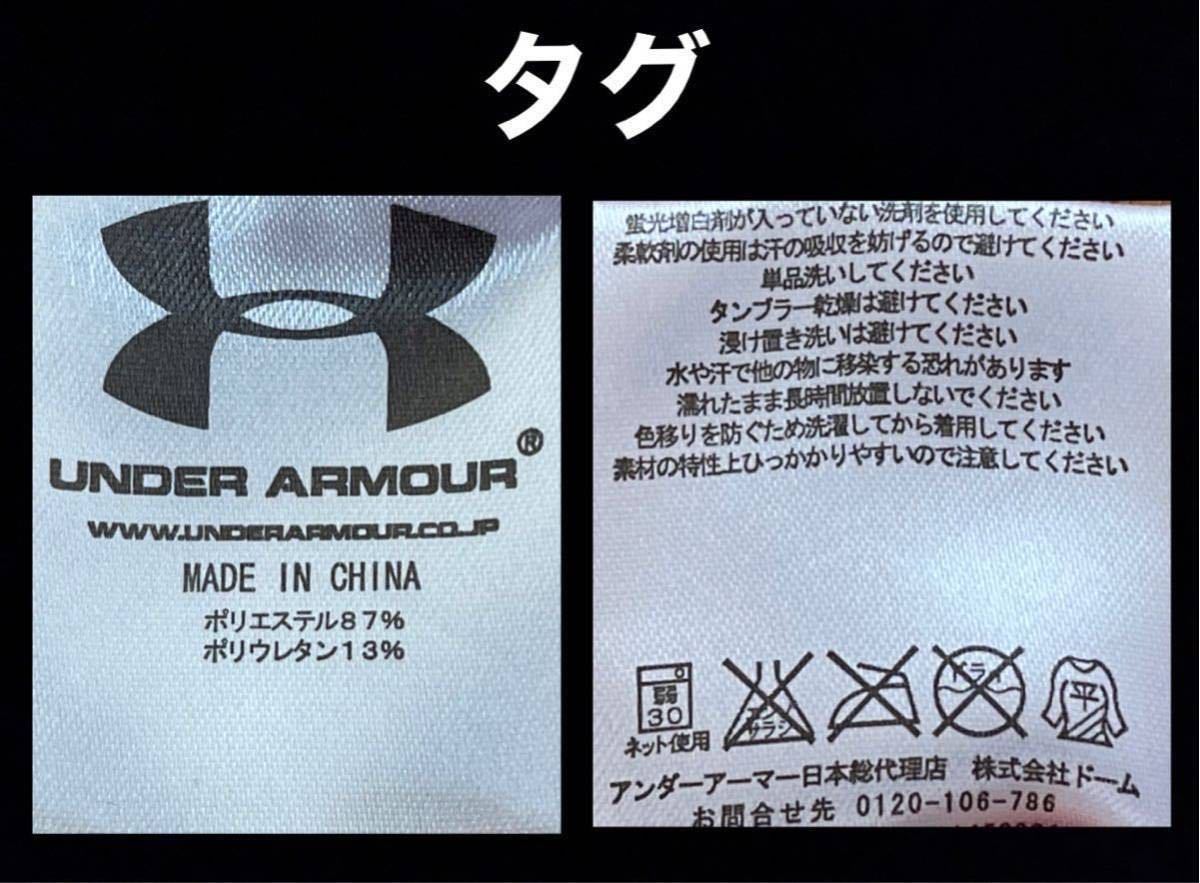 タグ
UNDER ARMOUR®
WWW.UNDERARMOUR.CO.JP
MADE IN CHINA
ポリエステル87%
ポリウレタン13%
蛍光増白剤が入っていない洗剤を使用してください
柔軟剤の使用は汗の吸収を妨げるので避けてください
単品洗いしてください
タンブラー乾燥は避けてください
浸け置き洗いは避けてください
水や汗で他の物に移染する恐れがあります
濡れたまま長時間放置しないでください
色移りを防ぐため洗濯してから着用してください
素材の特性上ひっかかりやすいので注意してください
弱
30
ネット使用
エンソ
サラシ
ドライ
平
アンダーアーマー日本総代理店 株式会社ドーム
お問合せ先 0120-106-786